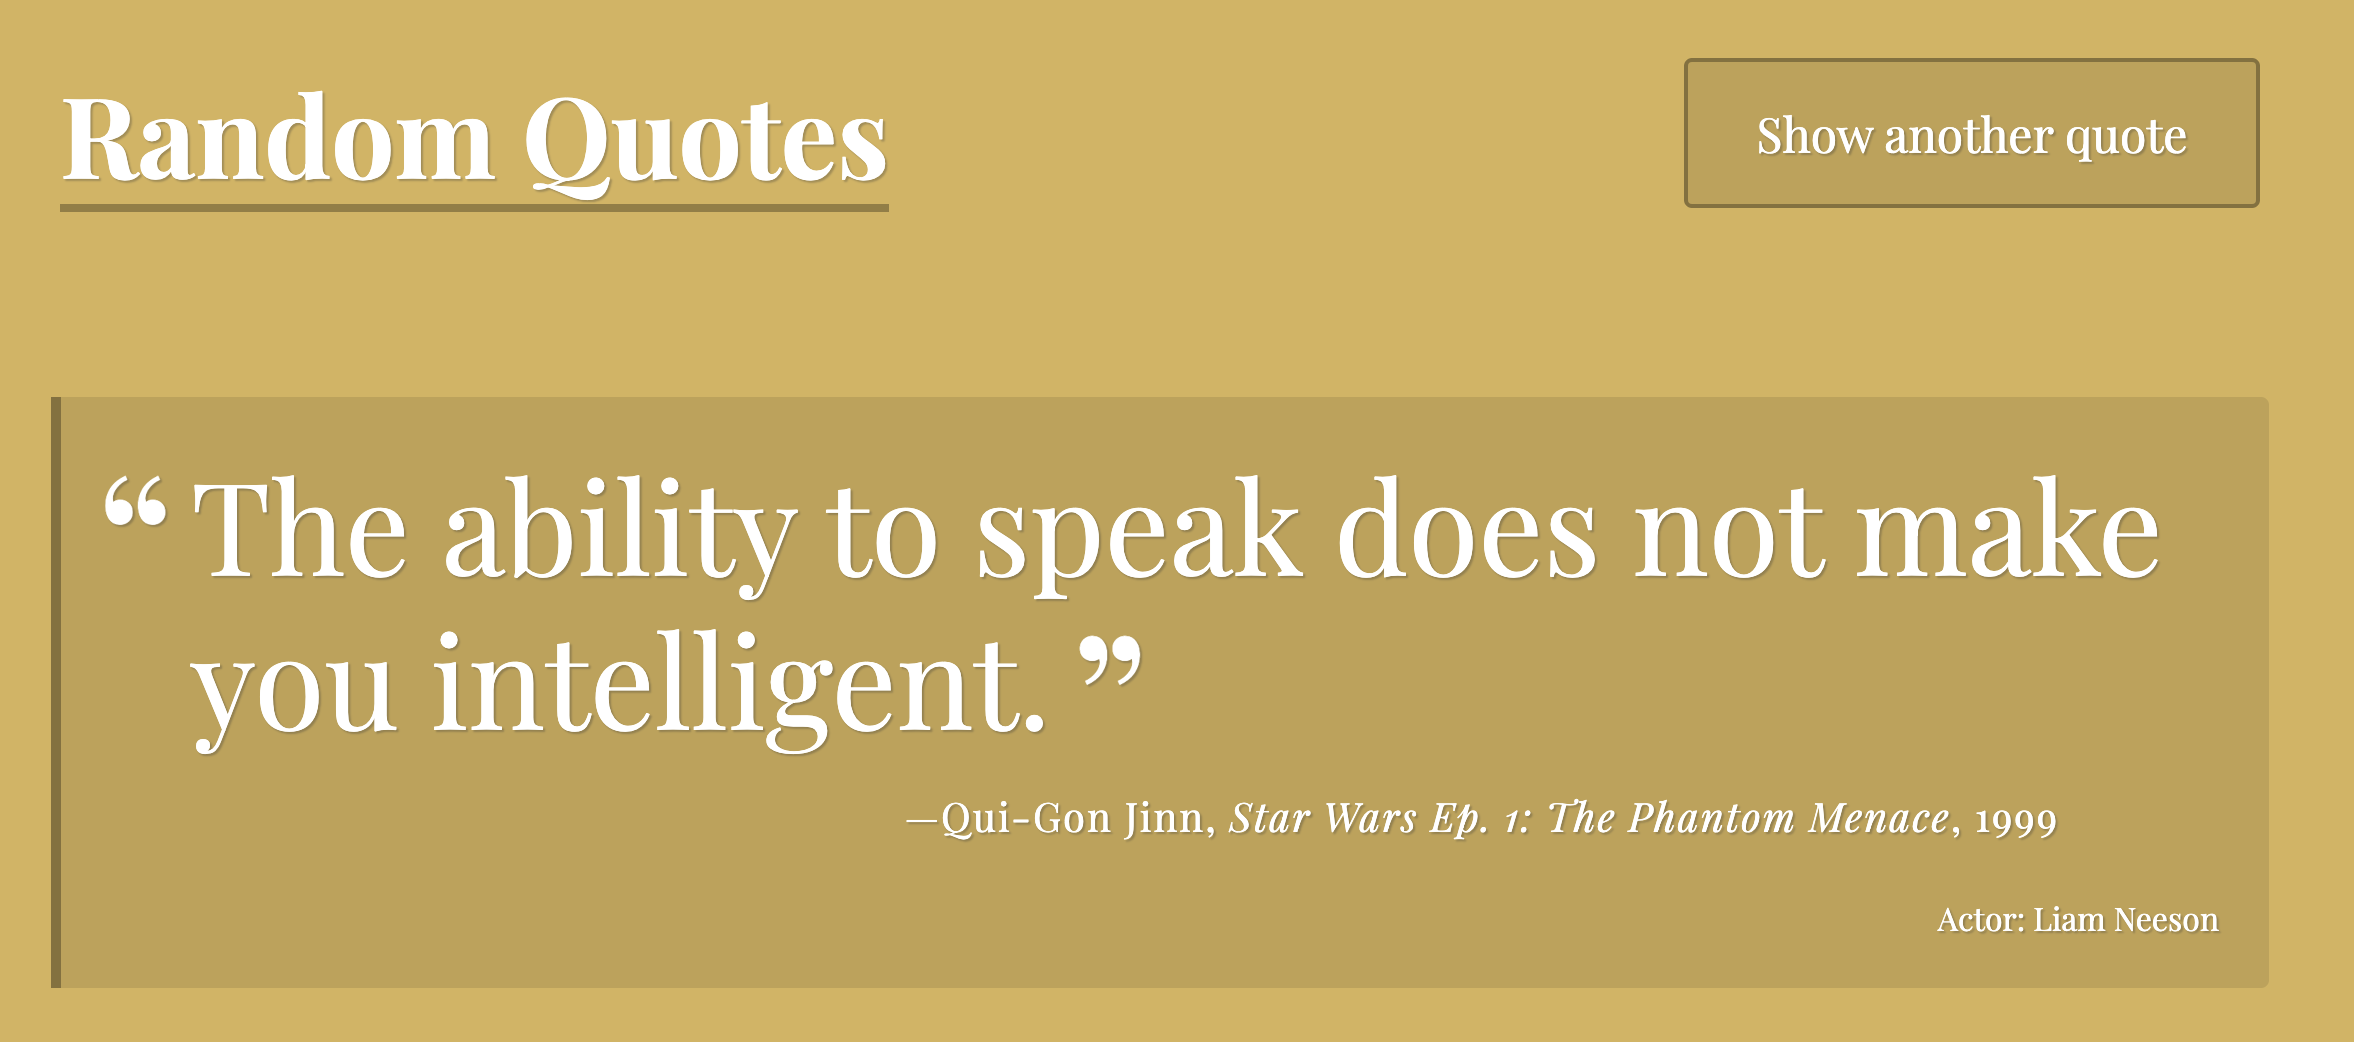 Random Quotes
Show another quote
“The ability to speak does not make
you intelligent.”
—Qui-Gon Jinn, Star Wars Ep. 1: The Phantom Menace, 1999
Actor: Liam Neeson